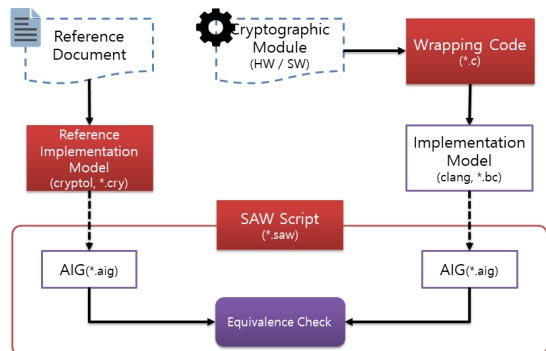 Reference
Document
Cryptographic
Module
(HW / SW)
Wrapping Code
(*.c)
Reference
Implementation
Model
(cryptol, *.cry)
Implementation
Model
(clang, *.bc)
SAW Script
(*.saw)
AIG(*.aig)
AIG(*.aig)
Equivalence Check